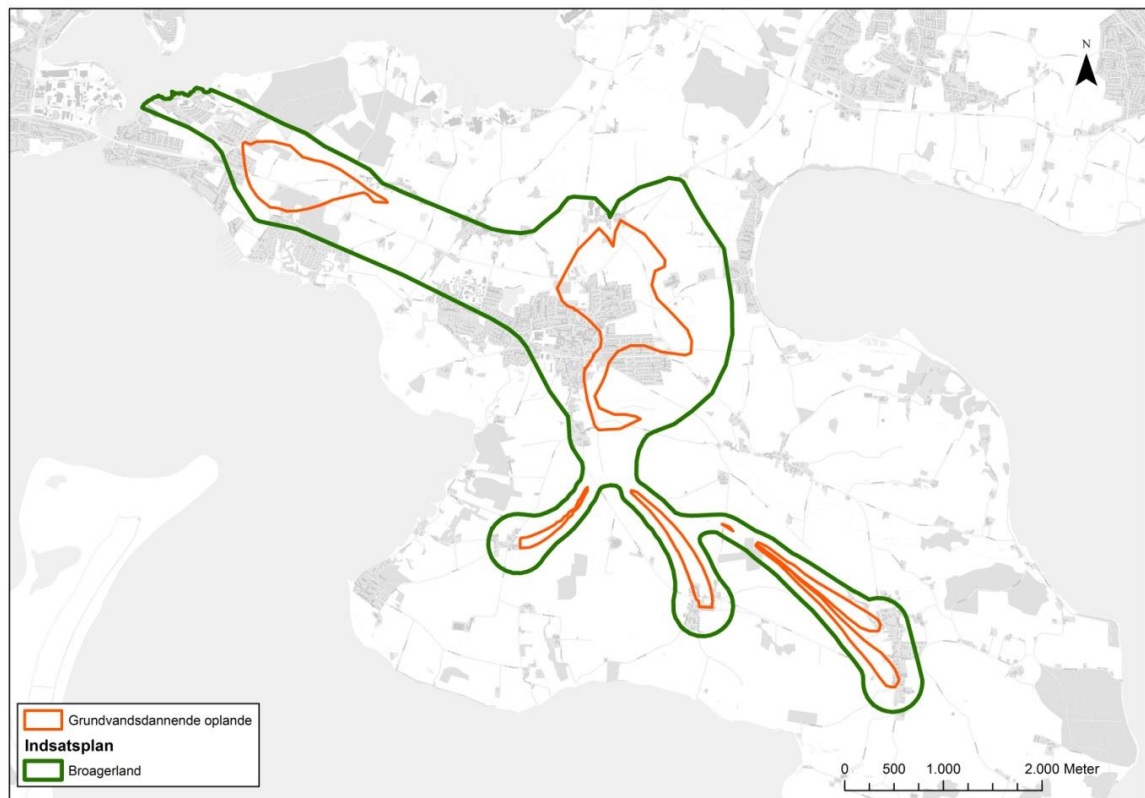 N
Grundvandsdannende oplande
Indsatsplan
Broagerland
0 500 1.000 2.000 Meter